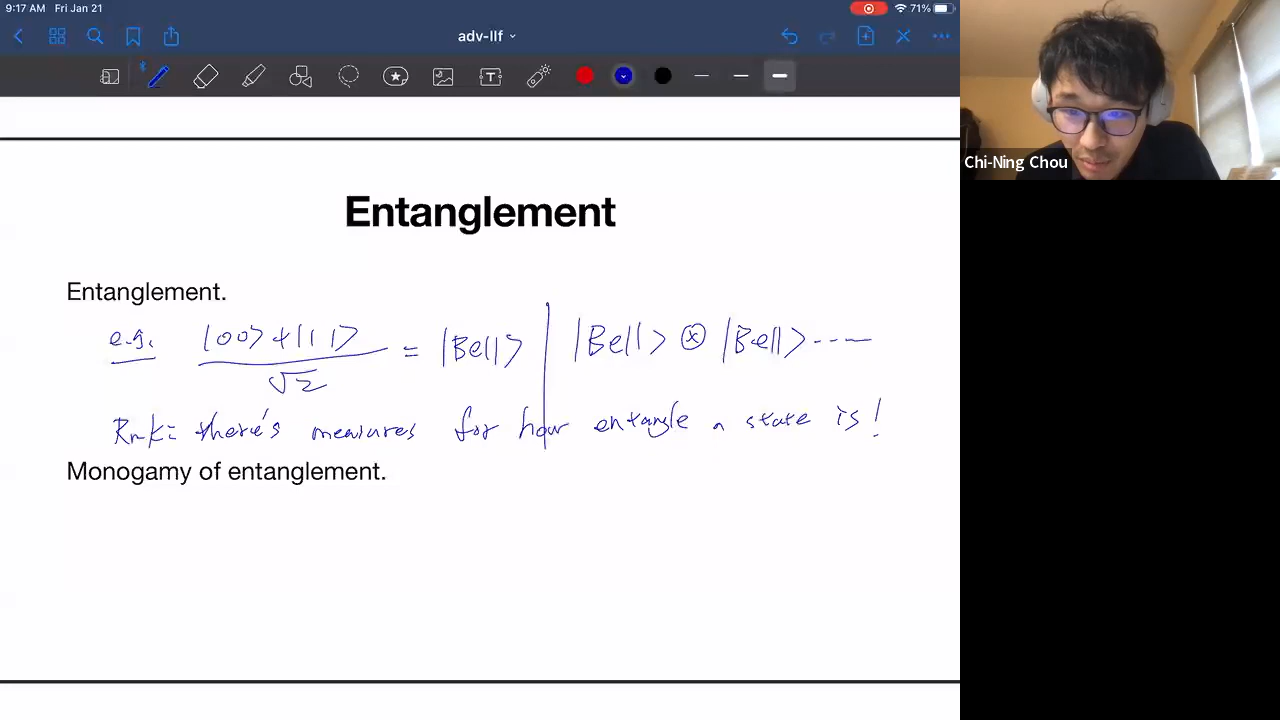 9:17 AM Fri Jan 21
71%
adv-llf
Chi-Ning Chou
Entanglement
Entanglement.
e.g. |00>+|11> / √2 = |Bell> | |Bell> ⊗ |Bell> ----
Rmk: there's measures for how entangle a state is!
Monogamy of entanglement.